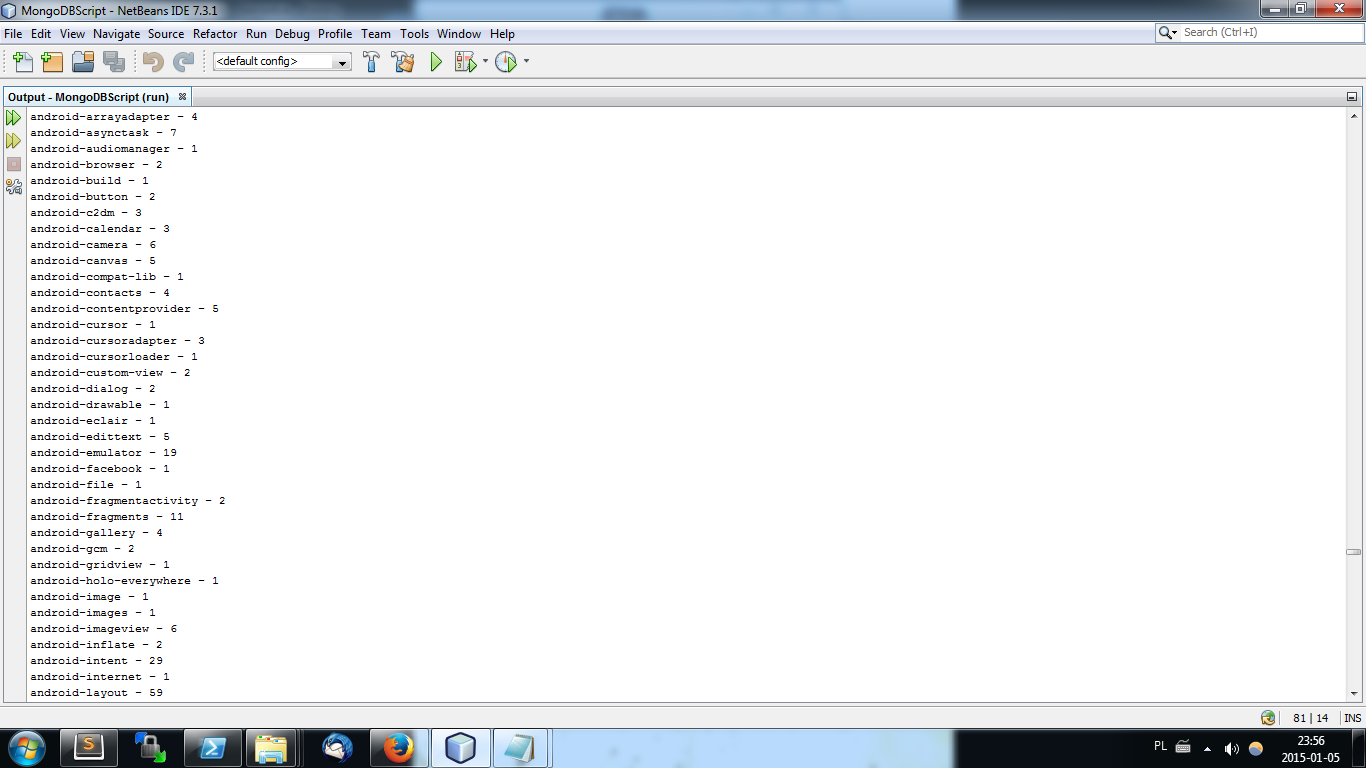 MongoDBScript - NetBeans IDE 7.3.1
File Edit View Navigate Source Refactor Run Debug Profile Team Tools Window Help
Search (Ctrl+I)
<default config>
Output - MongoDBScript (run)
android-arrayadapter - 4
android-asynctask - 7
android-audiomanager - 1
android-browser - 2
android-build - 1
android-button - 2
android-c2dm - 3
android-calendar - 3
android-camera - 6
android-canvas - 5
android-compat-lib - 1
android-contacts - 4
android-contentprovider - 5
android-cursor - 1
android-cursoradapter - 3
android-cursorloader - 1
android-custom-view - 2
android-dialog - 2
android-drawable - 1
android-eclair - 1
android-edittext - 5
android-emulator - 19
android-facebook - 1
android-file - 1
android-fragmentactivity - 2
android-fragments - 11
android-gallery - 4
android-gcm - 2
android-gridview - 1
android-holo-everywhere - 1
android-image - 1
android-images - 1
android-imageview - 6
android-inflate - 2
android-intent - 29
android-internet - 1
android-layout - 59
81 | 14 INS
PL
23:56
2015-01-05